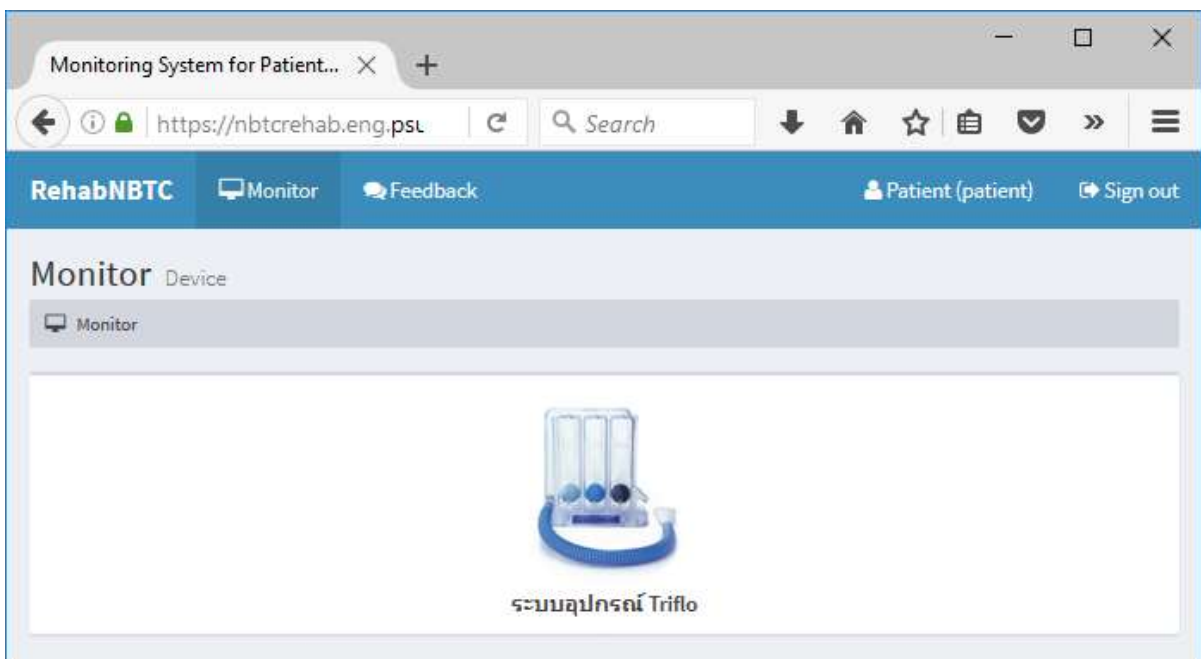 Monitoring System for Patient...
https://nbtcrehab.eng.psu
Search
RehabNBTC Monitor Feedback Patient (patient) Sign out
Monitor Device
Monitor
ระบบอุปกรณ์ Triflo